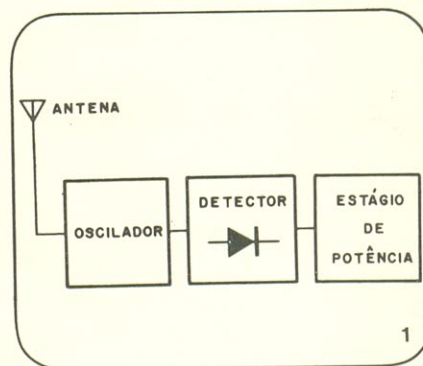 ANTENA
OSCILADOR
DETECTOR
ESTÁGIO
DE
POTÊNCIA
1